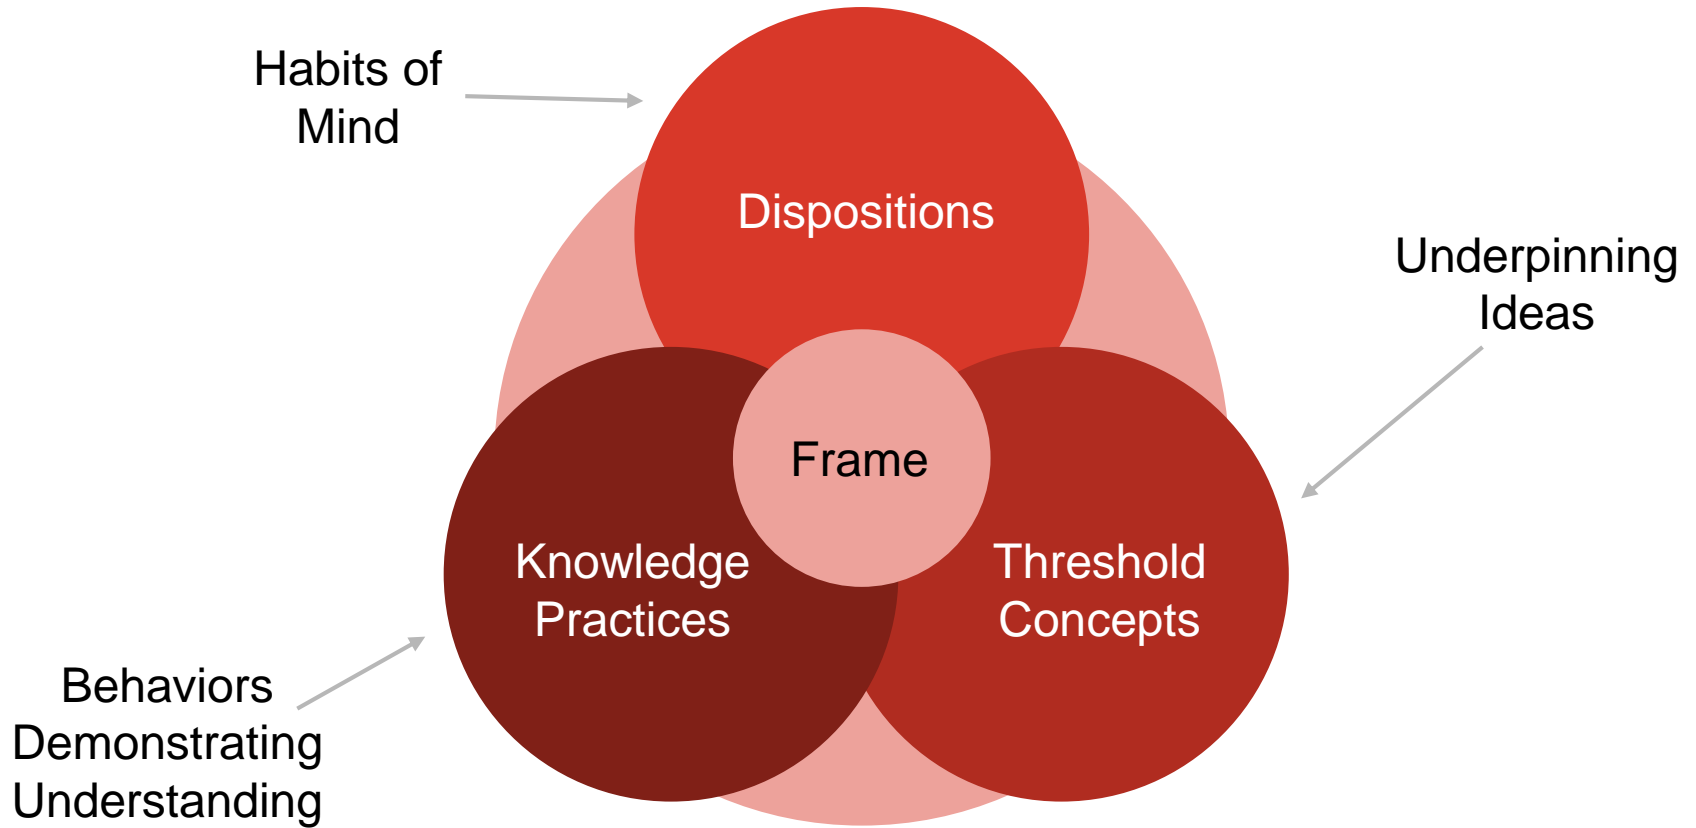 Habits of
Mind
Dispositions
Underpinning
Ideas
Frame
Knowledge
Practices
Threshold
Concepts
Behaviors
Demonstrating
Understanding